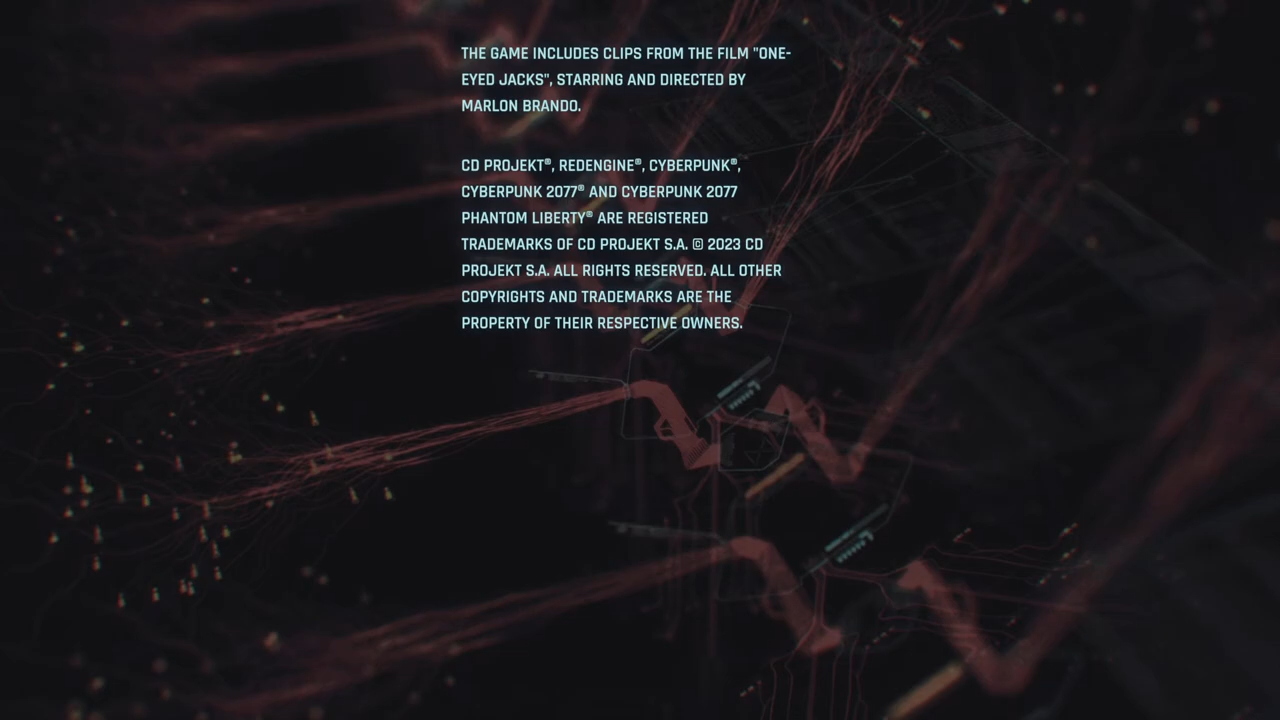 THE GAME INCLUDES CLIPS FROM THE FILM "ONE-
EYED JACKS", STARRING AND DIRECTED BY
MARLON BRANDO.
CD PROJEKT®, REDENGINE®, CYBERPUNK®,
CYBERPUNK 2077® AND CYBERPUNK 2077
PHANTOM LIBERTY® ARE REGISTERED
TRADEMARKS OF CD PROJEKT S.A. © 2023 CD
PROJEKT S.A. ALL RIGHTS RESERVED. ALL OTHER
COPYRIGHTS AND TRADEMARKS ARE THE
PROPERTY OF THEIR RESPECTIVE OWNERS.